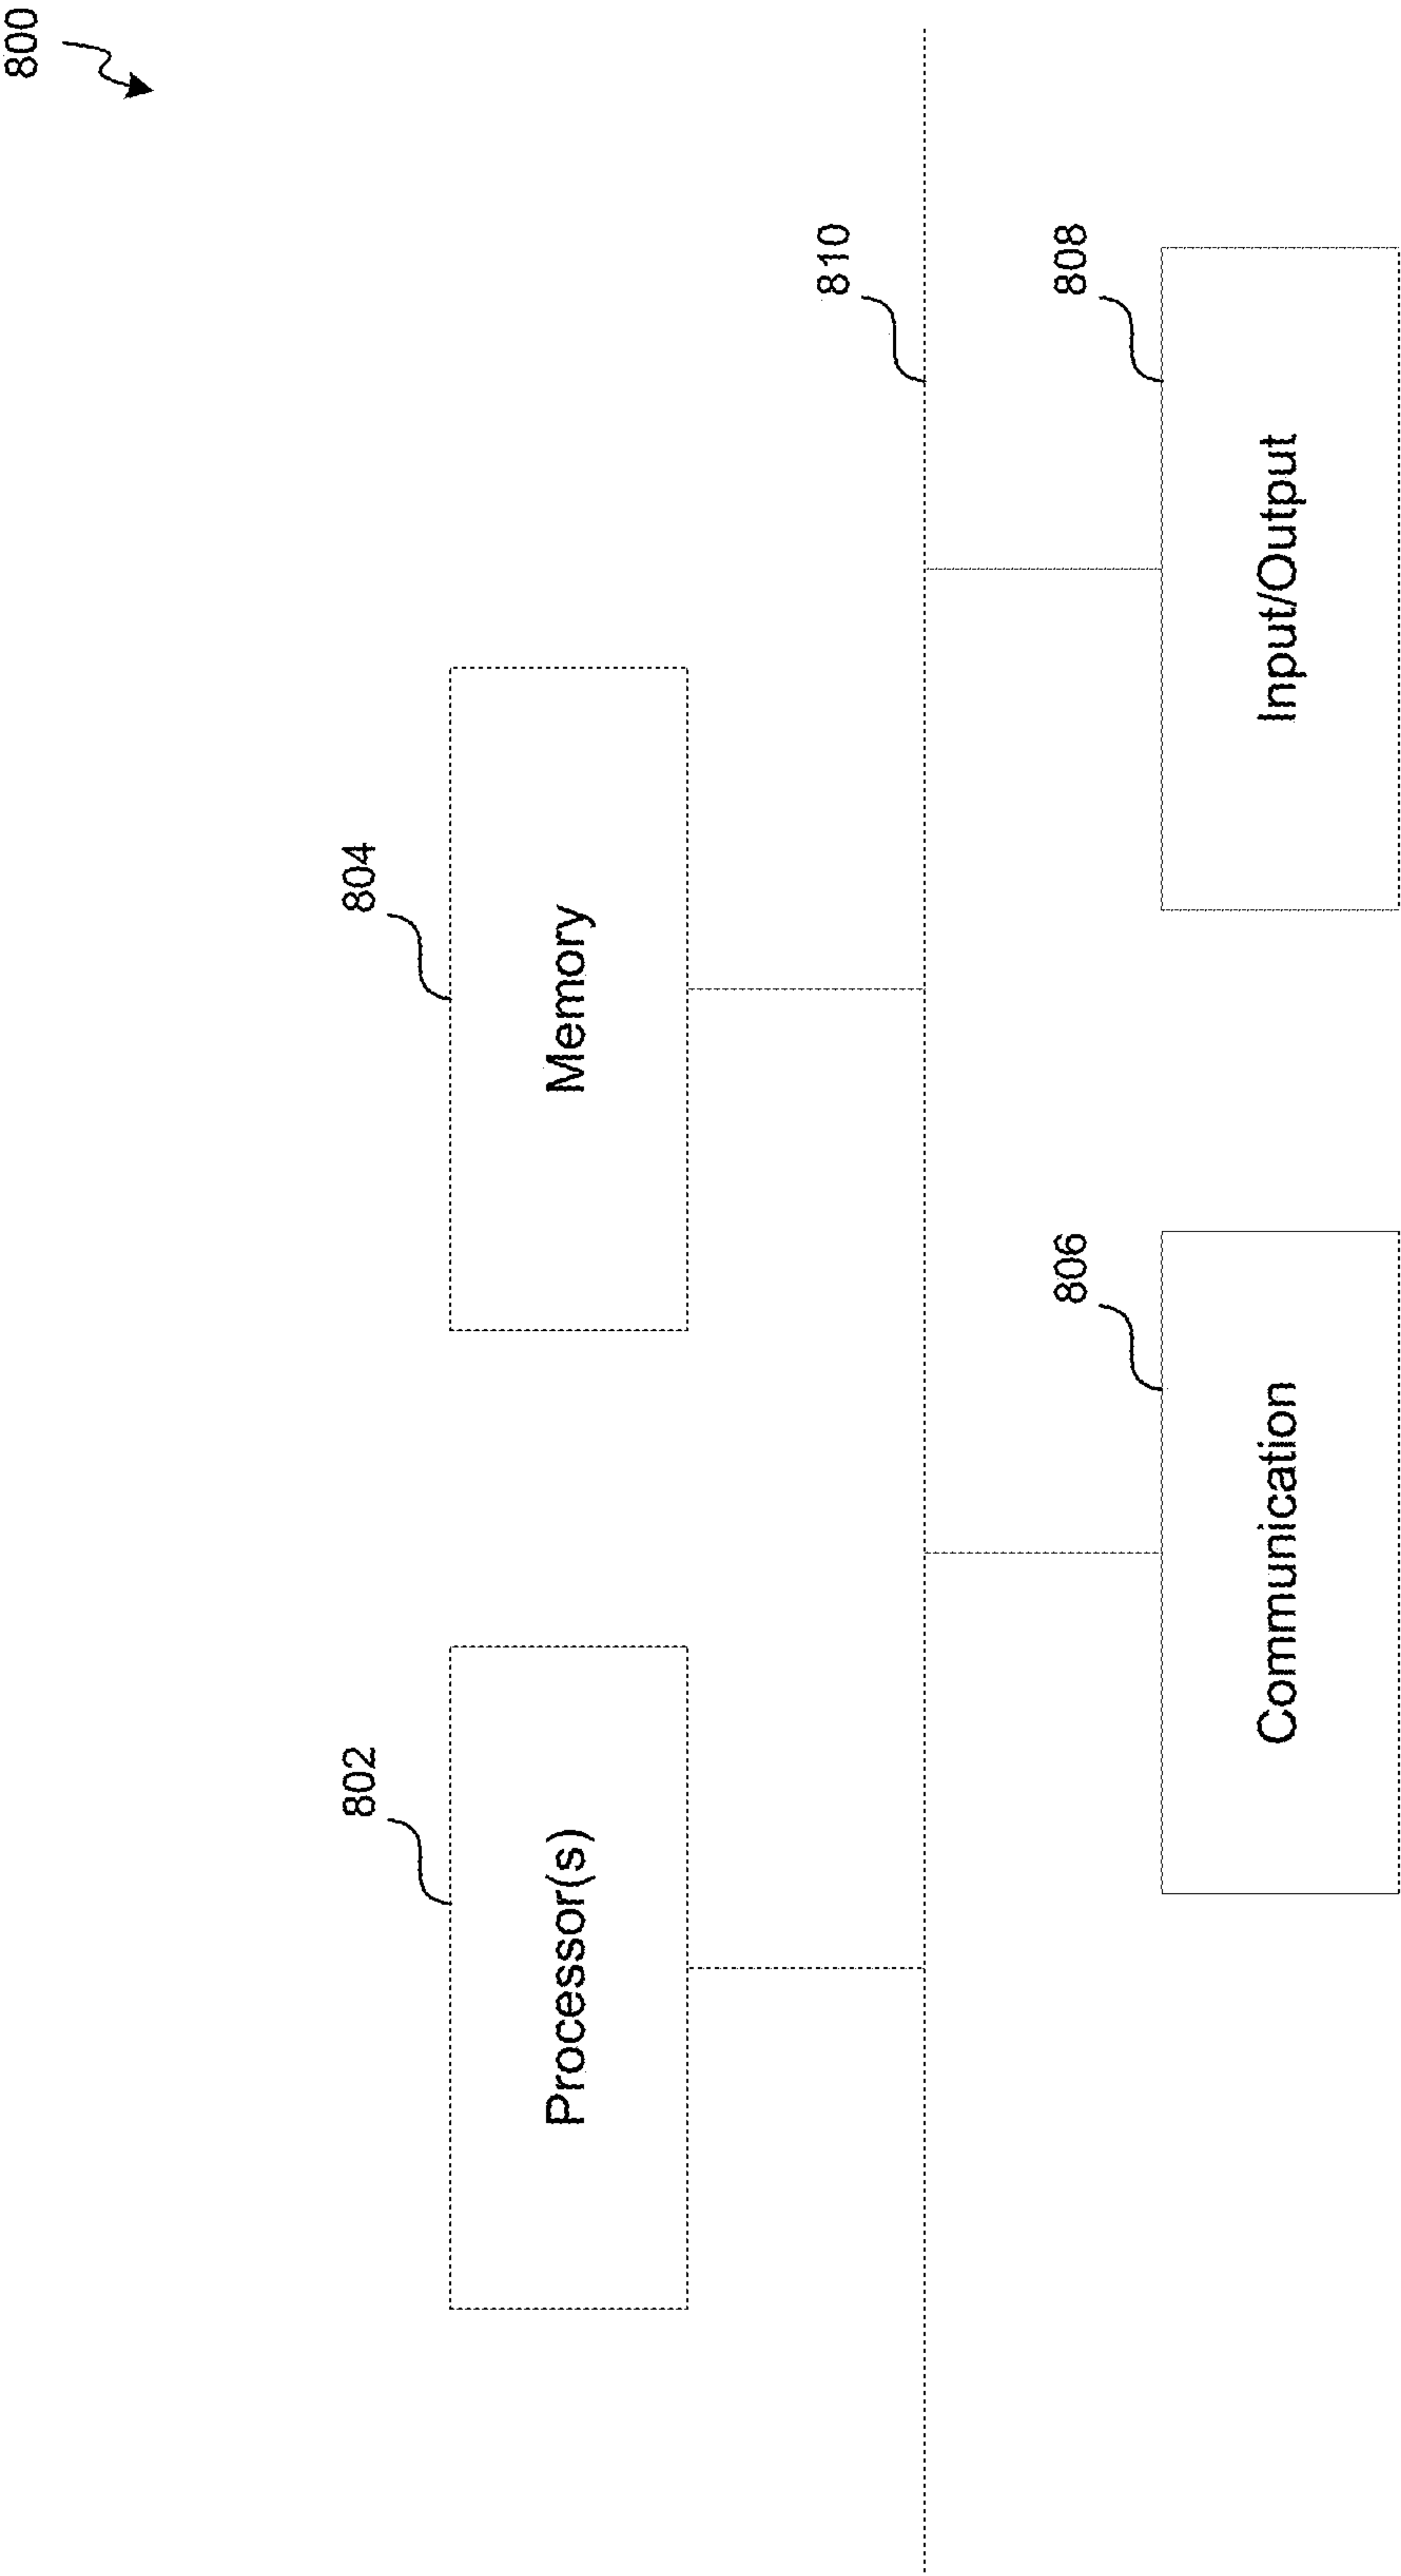 800
802
Processor(s)
804
Memory
810
806
Communication
808
Input/Output